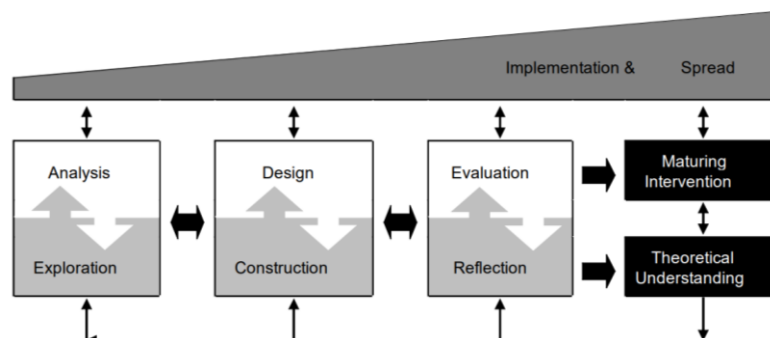 Implementation & Spread
Analysis
Exploration
Design
Construction
Evaluation
Reflection
Maturing
Intervention
Theoretical
Understanding